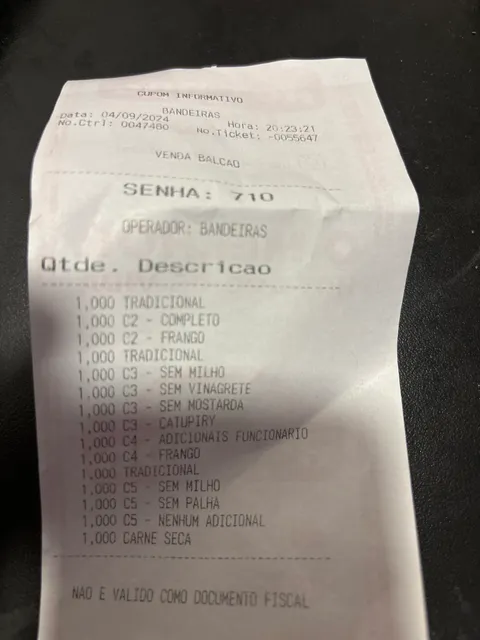 CUPOM INFORMATIVO
BANDEIRAS
Data: 04/09/2024 Hora: 20:23:21
No.Ctrl: 0047480 No.Ticket: -0055647
VENDA BALCAO
SENHA: 710
OPERADOR: BANDEIRAS
Qtde. Descricao
1,000 TRADICIONAL
1,000 C2 - COMPLETO
1,000 C2 - FRANGO
1,000 TRADICIONAL
1,000 C3 - SEM MILHO
1,000 C3 - SEM VINAGRETE
1,000 C3 - SEM MOSTARDA
1,000 C3 - CATUPIRY
1,000 C4 - ADICIONAIS FUNCIONARIO
1,000 C4 - FRANGO
1,000 TRADICIONAL
1,000 C5 - SEM MILHO
1,000 C5 - SEM PALHA
1,000 C5 - NENHUM ADICIONAL
1,000 CARNE SECA
NAO E VALIDO COMO DOCUMENTO FISCAL